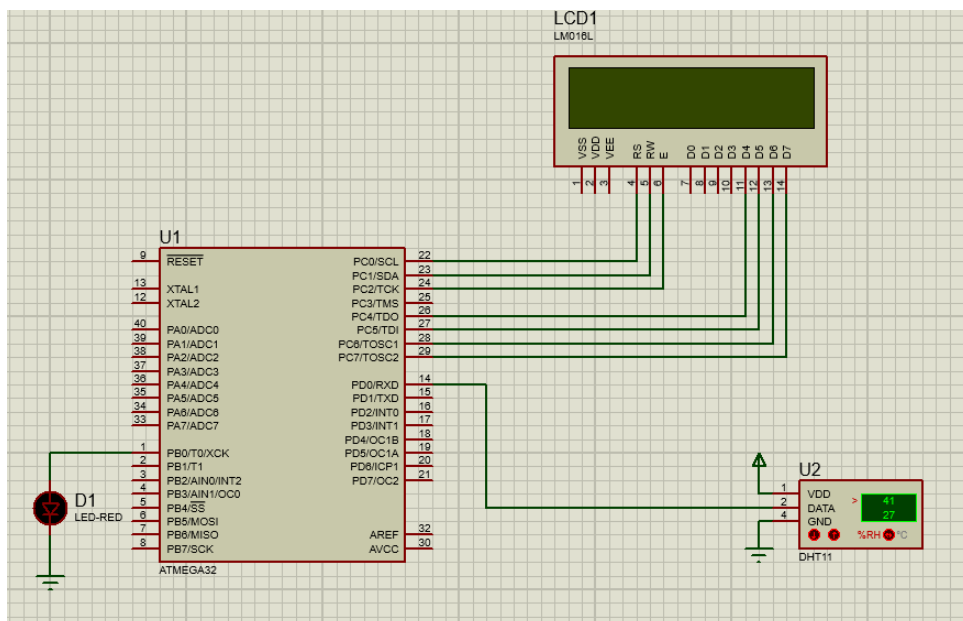 LCD1
LM016L
VSS
VDD
VEE
RS
RW
E
D0
D1
D2
D3
D4
D5
D6
D7
1
2
3
4
5
6
7
8
9
10
11
12
13
14
U1
9 RESET
13 XTAL1
12 XTAL2
40 PA0/ADC0
39 PA1/ADC1
38 PA2/ADC2
37 PA3/ADC3
36 PA4/ADC4
35 PA5/ADC5
34 PA6/ADC6
33 PA7/ADC7
1 PB0/T0/XCK
2 PB1/T1
3 PB2/AIN0/INT2
4 PB3/AIN1/OC0
5 PB4/SS
6 PB5/MOSI
7 PB6/MISO
8 PB7/SCK
PC0/SCL 22
PC1/SDA 23
PC2/TCK 24
PC3/TMS 25
PC4/TDO 26
PC5/TDI 27
PC6/TOSC1 28
PC7/TOSC2 29
PD0/RXD 14
PD1/TXD 15
PD2/INT0 16
PD3/INT1 17
PD4/OC1B 18
PD5/OC1A 19
PD6/ICP1 20
PD7/OC2 21
AREF 32
AVCC 30
ATMEGA32
D1
LED-RED
U2
1 VDD
2 DATA
4 GND
> 41
27
%RH °C
DHT11